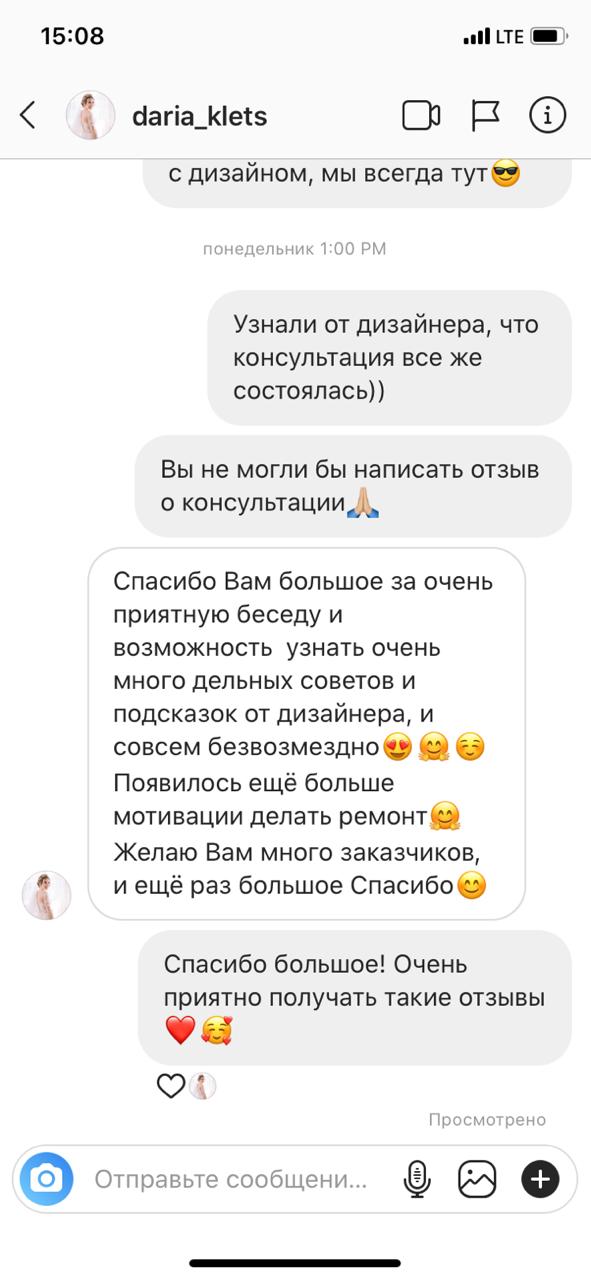 15:08
LTE
daria_klets
с дизайном, мы всегда тут😎
понедельник 1:00 PM
Узнали от дизайнера, что
консультация все же
состоялась))
Вы не могли бы написать отзыв
о консультации🙏🏼
Спасибо Вам большое за очень
приятную беседу и
возможность  узнать очень
много дельных советов и
подсказок от дизайнера, и
совсем безвозмездно😍🤗☺️
Появилось ещё больше
мотивации делать ремонт🤗
Желаю Вам много заказчиков,
и ещё раз большое Спасибо😊
Спасибо большое! Очень
приятно получать такие отзывы
❤️🥰
Просмотрено
Отправьте сообщени...